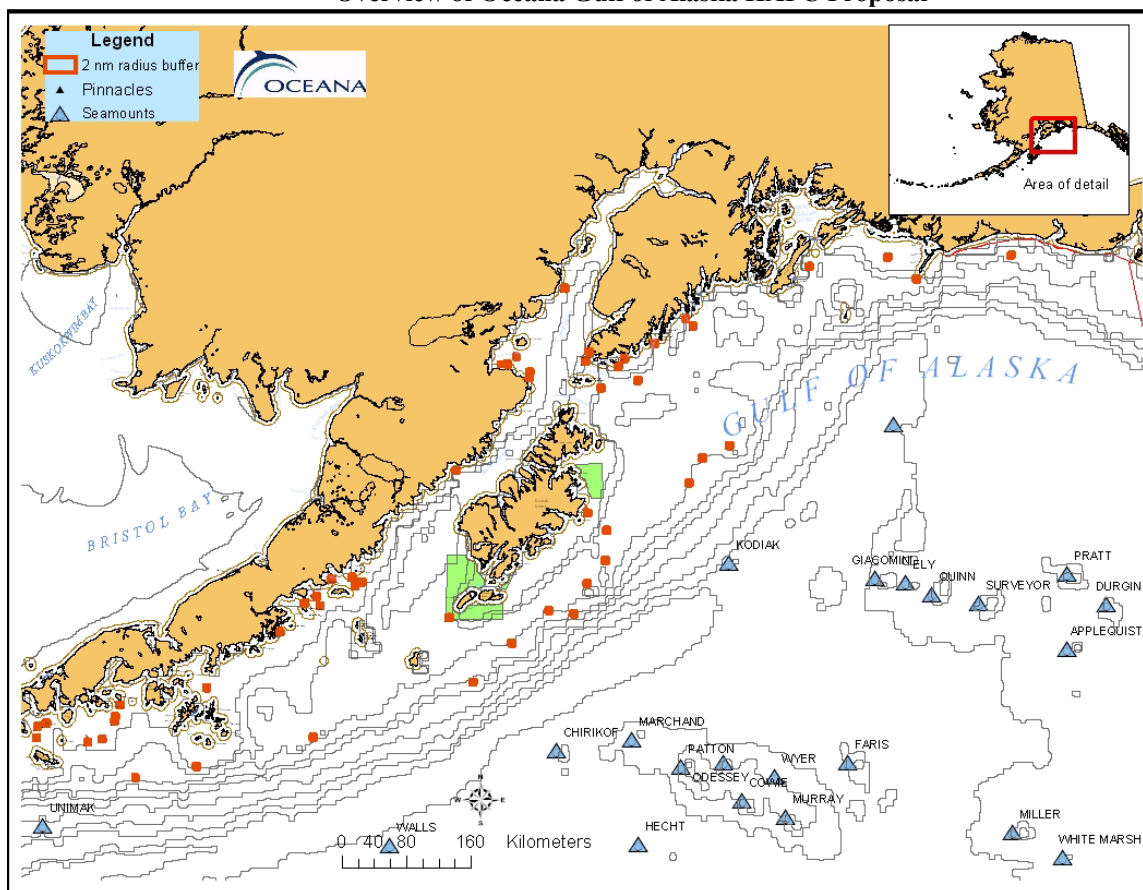 Overview of Oceana Gulf of Alaska HAPC Proposal
Legend
2 nm radius buffer
Pinnacles
Seamounts
OCEANA
Area of detail
KUSKOKWIM BAY
BRISTOL BAY
GULF OF ALASKA
KODIAK
GIACOMINI
ELY
QUINN
SURVEYOR
PRATT
DURGIN
APPLEQUIST
CHIRIKOF
MARCHAND
PATTON
ODESSEY
WYER
COWIE
MURRAY
FARIS
UNIMAK
WALLS
HECHT
MILLER
WHITE MARSH
N
W E
S
0 40 80 160 Kilometers